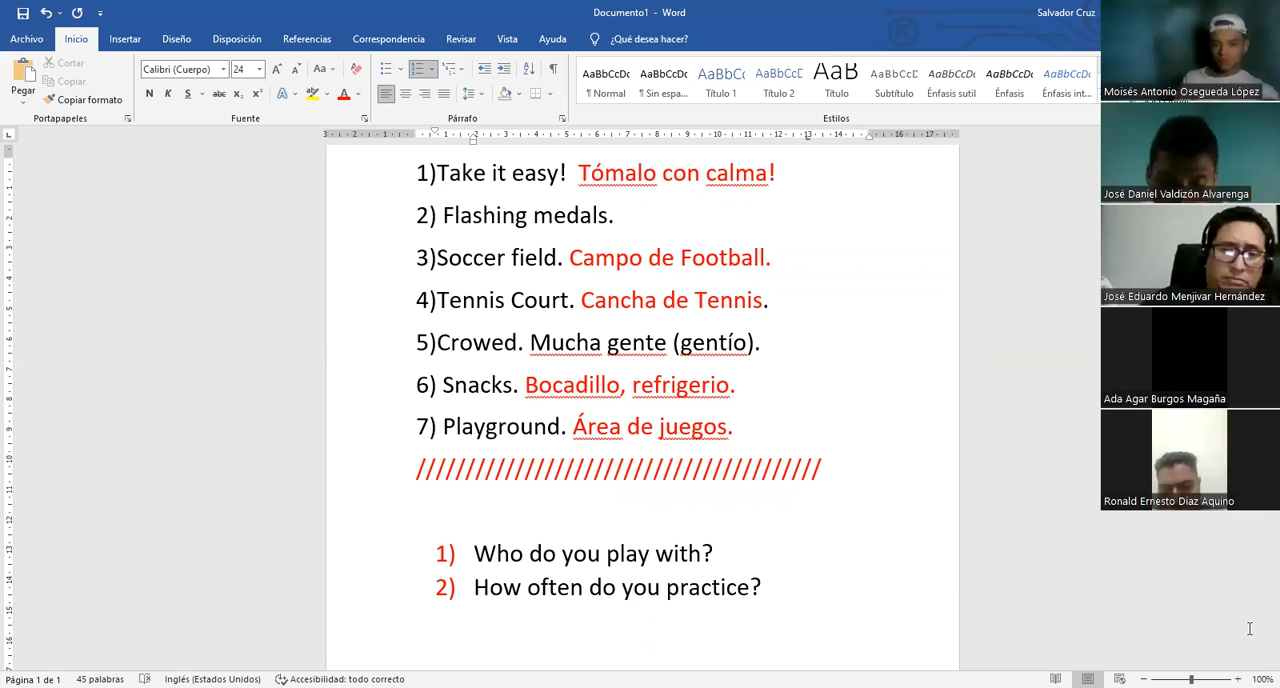 Documento1 - Word
Salvador Cruz
Archivo Inicio Insertar Diseño Disposición Referencias Correspondencia Revisar Vista Ayuda ¿Qué desea hacer?
Pegar
Cortar
Copiar
Copiar formato
Portapapeles
Calibri (Cuerpo) 24
N K S abc x₂ x²
Fuente
Párrafo
AaBbCcDc AaBbCcDc AaBbCc AaBbCcD AaB AaBbCcD AaBbCcDc AaBbCcDc AaBbCcDc
¶ Normal ¶ Sin espa... Título 1 Título 2 Título Subtítulo Énfasis sutil Énfasis Énfasis int...
Estilos
1)Take it easy! Tómalo con calma!
2) Flashing medals.
3)Soccer field. Campo de Football.
4)Tennis Court. Cancha de Tennis.
5)Crowed. Mucha gente (gentío).
6) Snacks. Bocadillo, refrigerio.
7) Playground. Área de juegos.
/////////////////////////////////////////
1) Who do you play with?
2) How often do you practice?
Moisés Antonio Osegueda López
José Daniel Valdizón Alvarenga
José Eduardo Menjivar Hernández
Ada Agar Burgos Magaña
Ronald Ernesto Diaz Aquino
Página 1 de 1 45 palabras Inglés (Estados Unidos) Accesibilidad: todo correcto 100%